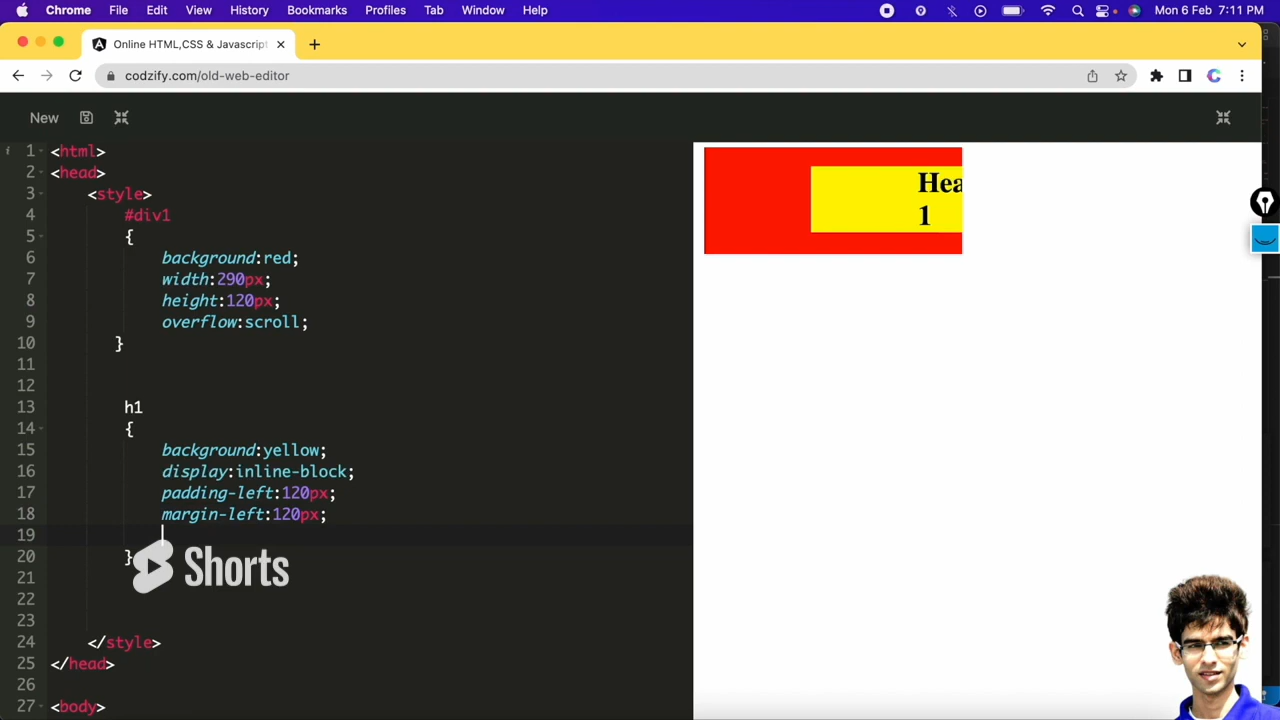 Chrome File Edit View History Bookmarks Profiles Tab Window Help Mon 6 Feb 7:11 PM
Online HTML,CSS & Javascript
codzify.com/old-web-editor
New
1 <html>
2 <head>
3 <style>
4 #div1
5 {
6 background:red;
7 width:290px;
8 height:120px;
9 overflow:scroll;
10 }
11
12
13 h1
14 {
15 background:yellow;
16 display:inline-block;
17 padding-left:120px;
18 margin-left:120px;
19
20 }
21
22
23
24 </style>
25 </head>
26
27 <body>
Hea
1
Shorts